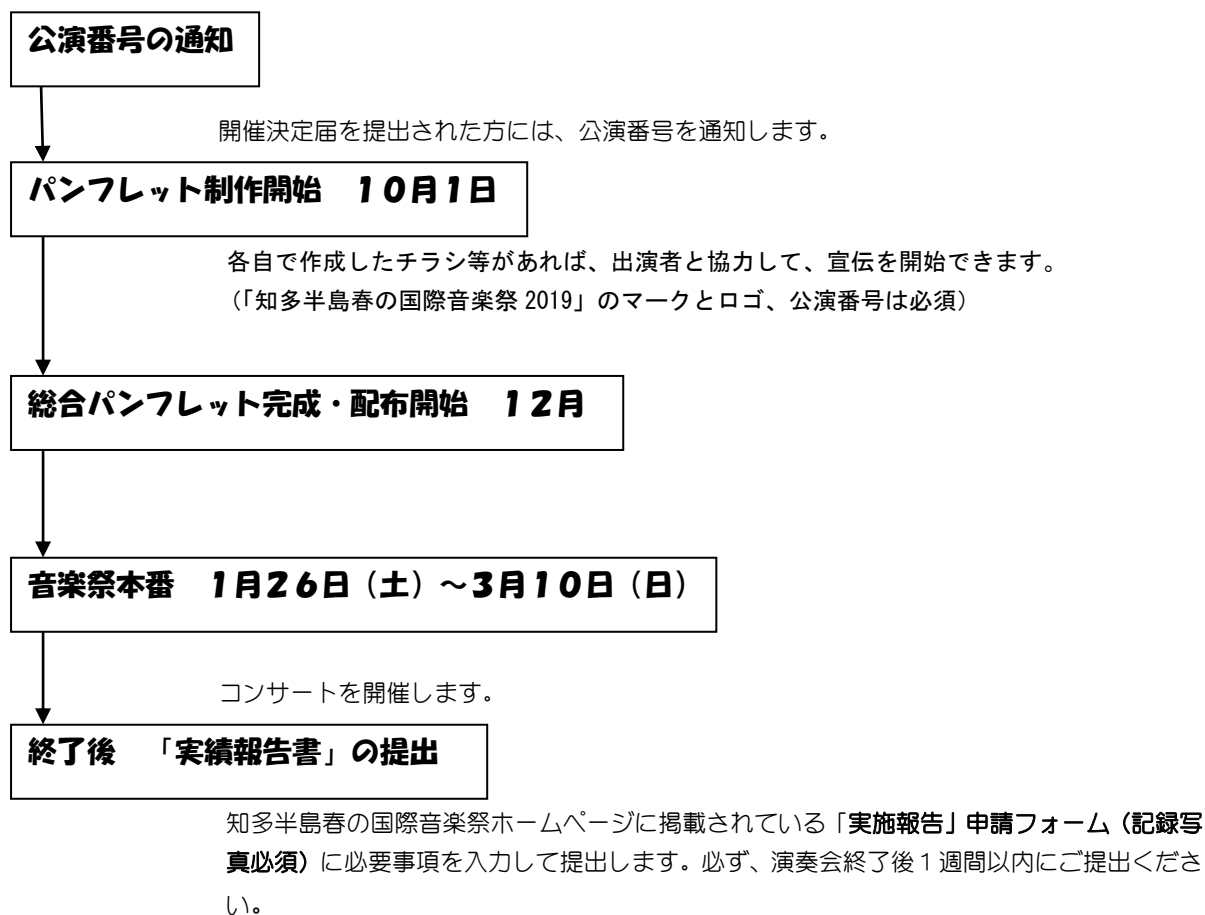 公演番号の通知
開催決定届を提出された方には、公演番号を通知します。
パンフレット制作開始　１０月１日
各自で作成したチラシ等があれば、出演者と協力して、宣伝を開始できます。
（「知多半島春の国際音楽祭 2019」のマークとロゴ、公演番号は必須）
総合パンフレット完成・配布開始　１２月
音楽祭本番　１月２６日（土）～３月１０日（日）
コンサートを開催します。
終了後　「実績報告書」の提出
知多半島春の国際音楽祭ホームページに掲載されている「実施報告」申請フォーム（記録写
真必須）に必要事項を入力して提出します。必ず、演奏会終了後１週間以内にご提出くださ
い。